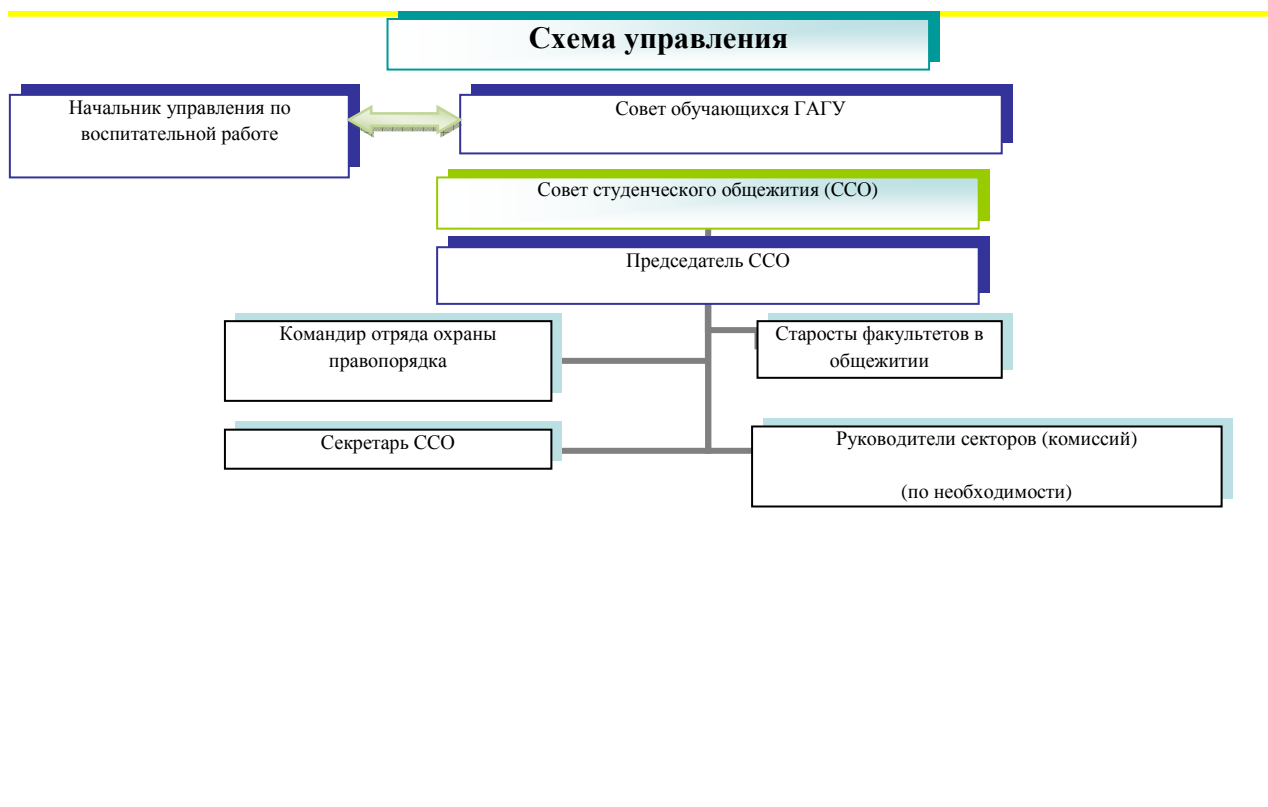 Схема управления
Начальник управления по
воспитательной работе
Совет обучающихся ГАГУ
Совет студенческого общежития (ССО)
Председатель ССО
Командир отряда охраны
правопорядка
Старосты факультетов в
общежитии
Секретарь ССО
Руководители секторов (комиссий)
(по необходимости)